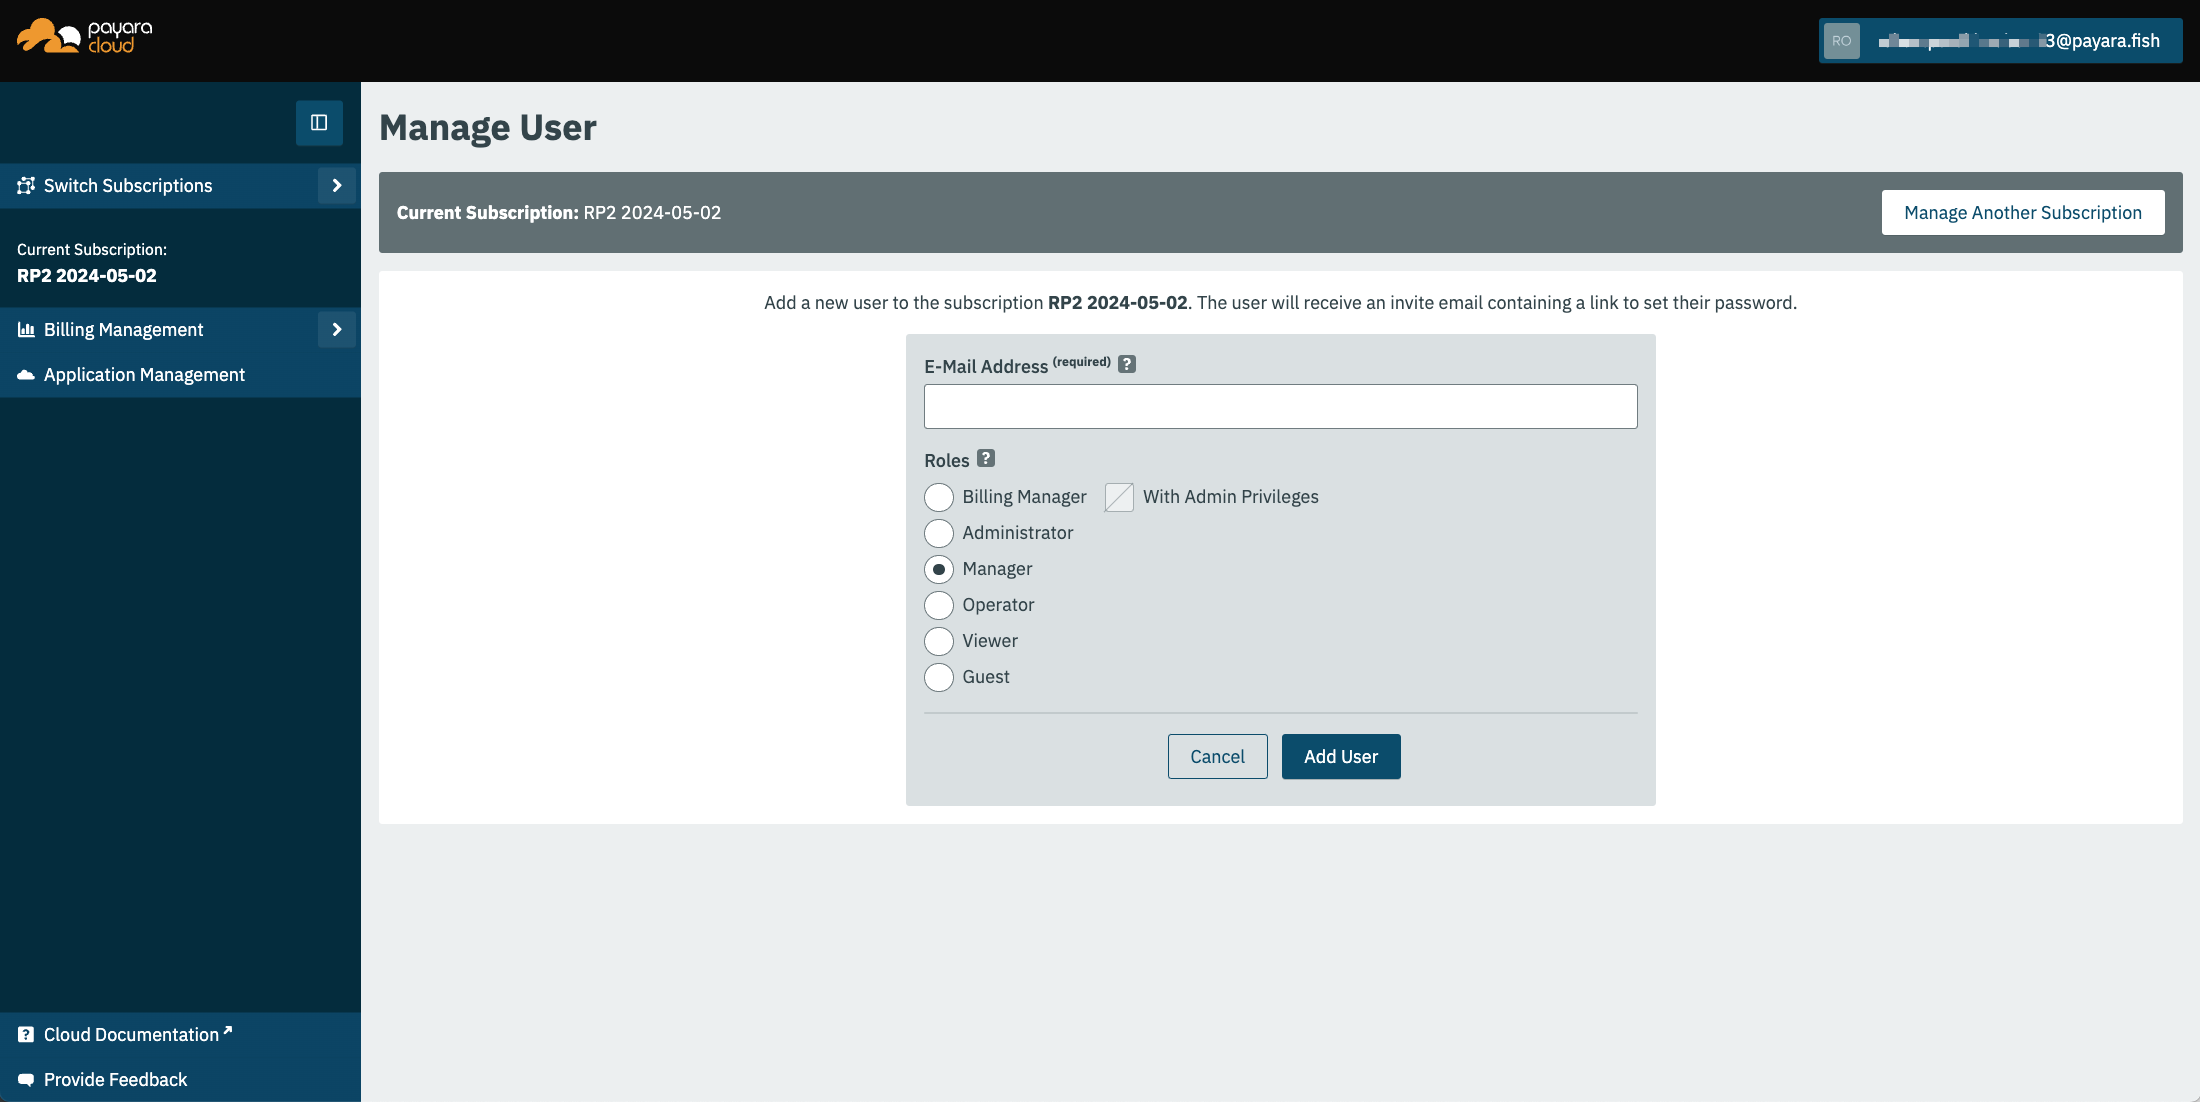 payara
cloud
RO
3@payara.fish
Switch Subscriptions
Current Subscription:
RP2 2024-05-02
Billing Management
Application Management
Cloud Documentation
Provide Feedback
Manage User
Current Subscription: RP2 2024-05-02
Manage Another Subscription
Add a new user to the subscription RP2 2024-05-02. The user will receive an invite email containing a link to set their password.
E-Mail Address (required) ?
Roles ?
Billing Manager With Admin Privileges
Administrator
Manager
Operator
Viewer
Guest
Cancel Add User